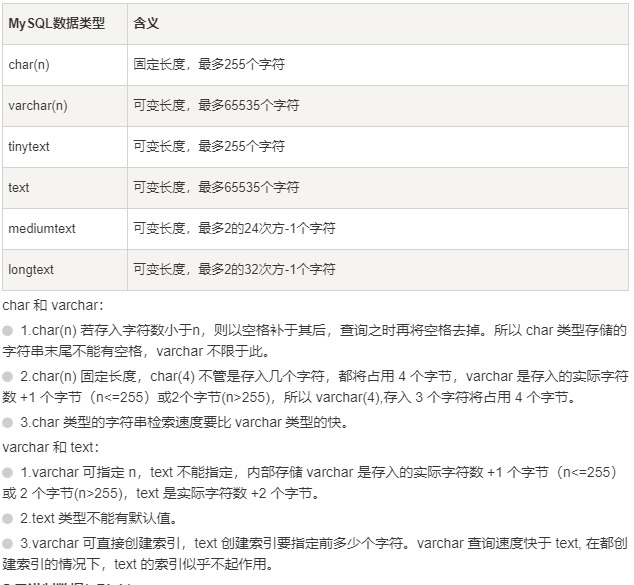 MySQL数据类型 含义
char(n) 固定长度，最多255个字符
varchar(n) 可变长度，最多65535个字符
tinytext 可变长度，最多255个字符
text 可变长度，最多65535个字符
mediumtext 可变长度，最多2的24次方-1个字符
longtext 可变长度，最多2的32次方-1个字符
char 和 varchar：
1.char(n) 若存入字符数小于n，则以空格补于其后，查询之时再将空格去掉。所以 char 类型存储的
字符串末尾不能有空格，varchar 不限于此。
2.char(n) 固定长度，char(4) 不管是存入几个字符，都将占用 4 个字节，varchar 是存入的实际字符
数 +1 个字节（n<=255）或2个字节(n>255)，所以 varchar(4),存入 3 个字符将占用 4 个字节。
3.char 类型的字符串检索速度要比 varchar 类型的快。
varchar 和 text：
1.varchar 可指定 n，text 不能指定，内部存储 varchar 是存入的实际字符数 +1 个字节（n<=255）
或 2 个字节(n>255)，text 是实际字符数 +2 个字节。
2.text 类型不能有默认值。
3.varchar 可直接创建索引，text 创建索引要指定前多少个字符。varchar 查询速度快于 text, 在都创
建索引的情况下，text 的索引似乎不起作用。